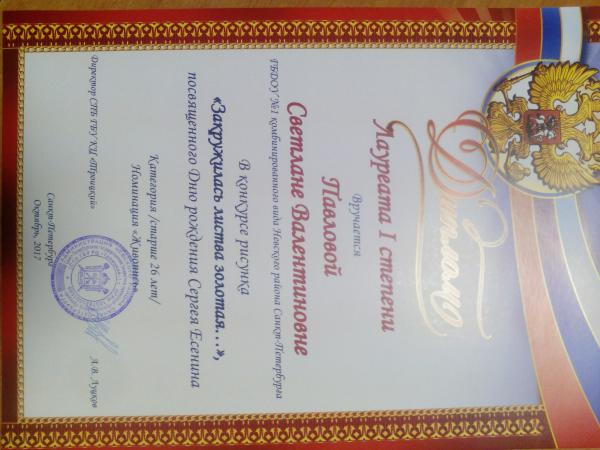 Диплом
Лауреата I степени
Вручается
Павловой
Светлане Валентиновне
ГБДОУ №1 комбинированного вида Невского района Санкт-Петербурга
В конкурсе рисунка
«Закружилась листва золотая…»,
посвященного Дню рождения Сергея Есенина
Категория /старше 26 лет/
Номинация «Живопись»
Директор СПб ГБУ КЦ «Троицкий»
А.В. Луцков
Санкт-Петербург
Октябрь, 2017